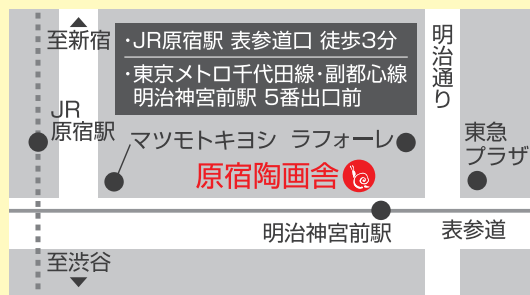 至新宿
・JR原宿駅 表参道口 徒歩3分
・東京メトロ千代田線・副都心線
明治神宮前駅 5番出口前
明治通り
JR
原宿駅
マツモトキヨシ
ラフォーレ
東急
プラザ
原宿陶画舎
明治神宮前駅
表参道
至渋谷